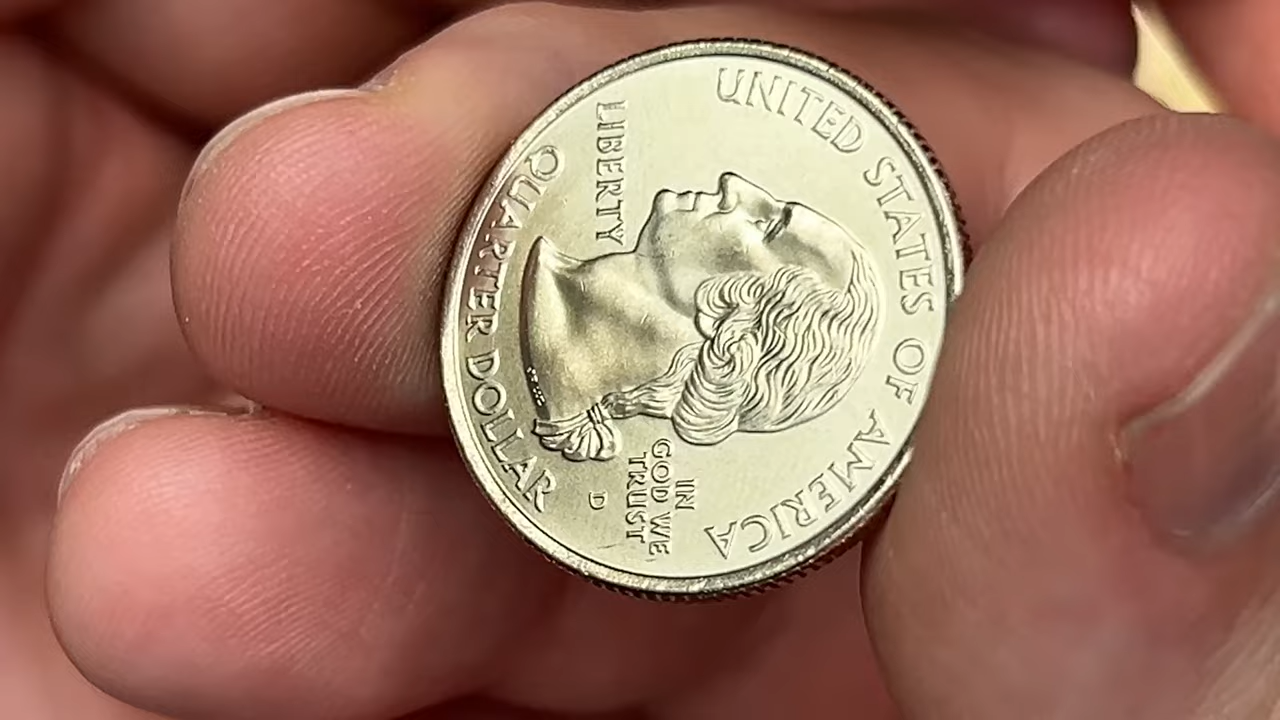 UNITED STATES OF AMERICA
LIBERTY
IN
GOD WE
TRUST
D
QUARTER DOLLAR